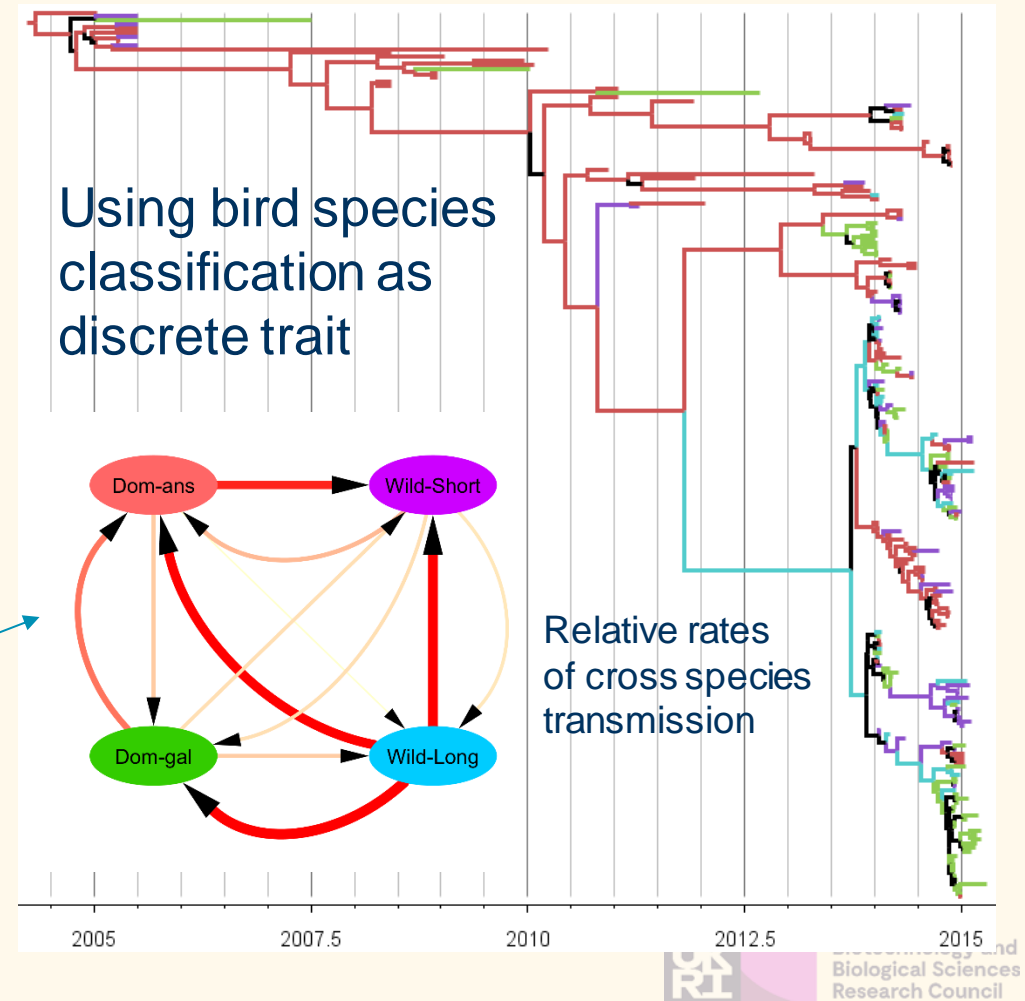 Using bird species
classification as
discrete trait
Dom-ans
Wild-Short
Dom-gal
Wild-Long
Relative rates
of cross species
transmission
2005
2007.5
2010
2012.5
2015
Biological Sciences
Research Council